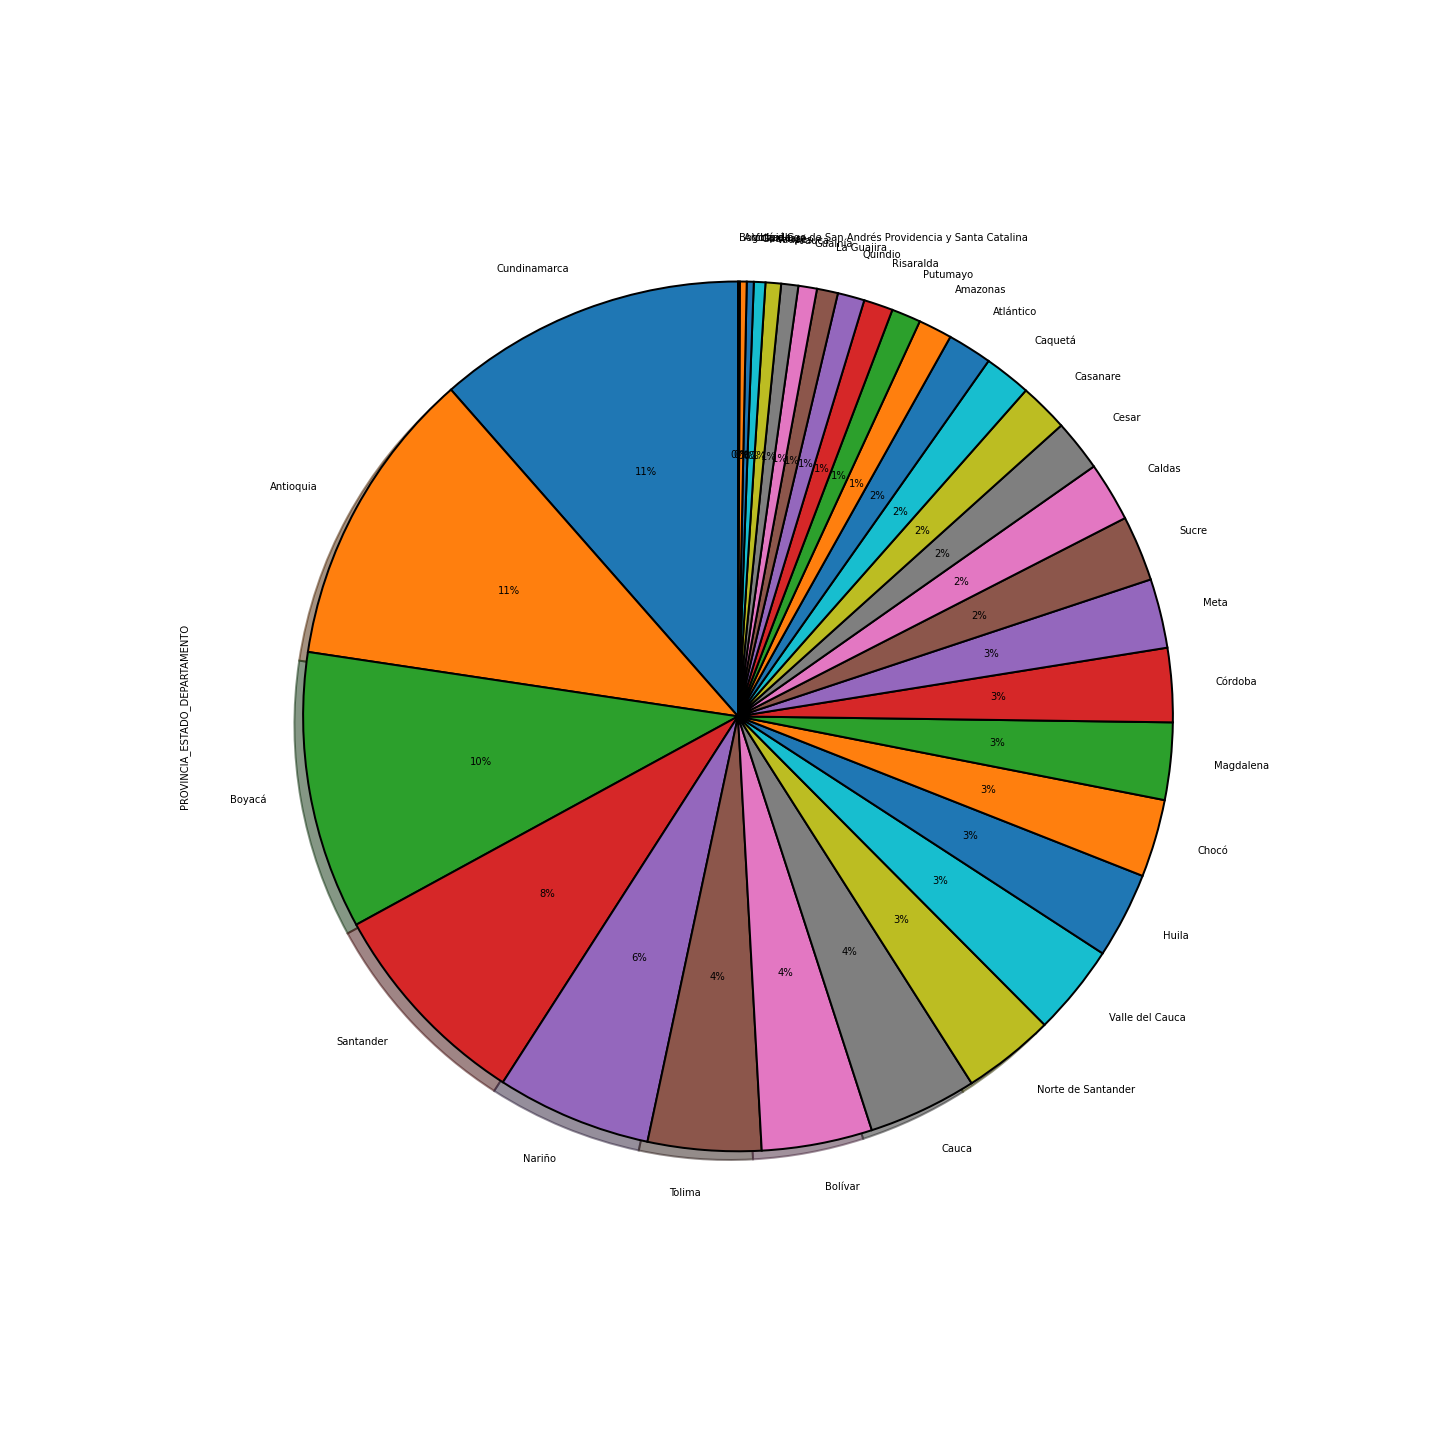 PROVINCIA_ESTADO_DEPARTAMENTO
Cundinamarca
11%
Antioquia
11%
Boyacá
10%
Santander
8%
Nariño
6%
Tolima
4%
Bolívar
4%
Cauca
4%
Norte de Santander
3%
Valle del Cauca
3%
Huila
3%
Chocó
3%
Magdalena
3%
Córdoba
3%
Meta
3%
Sucre
2%
Caldas
2%
Cesar
2%
Casanare
2%
Caquetá
2%
Atlántico
2%
Amazonas
1%
Putumayo
1%
Risaralda
1%
Quindio
1%
La Guajira
1%
Guainía
1%
1%
1%
de San Andrés Providencia y Santa Catalina